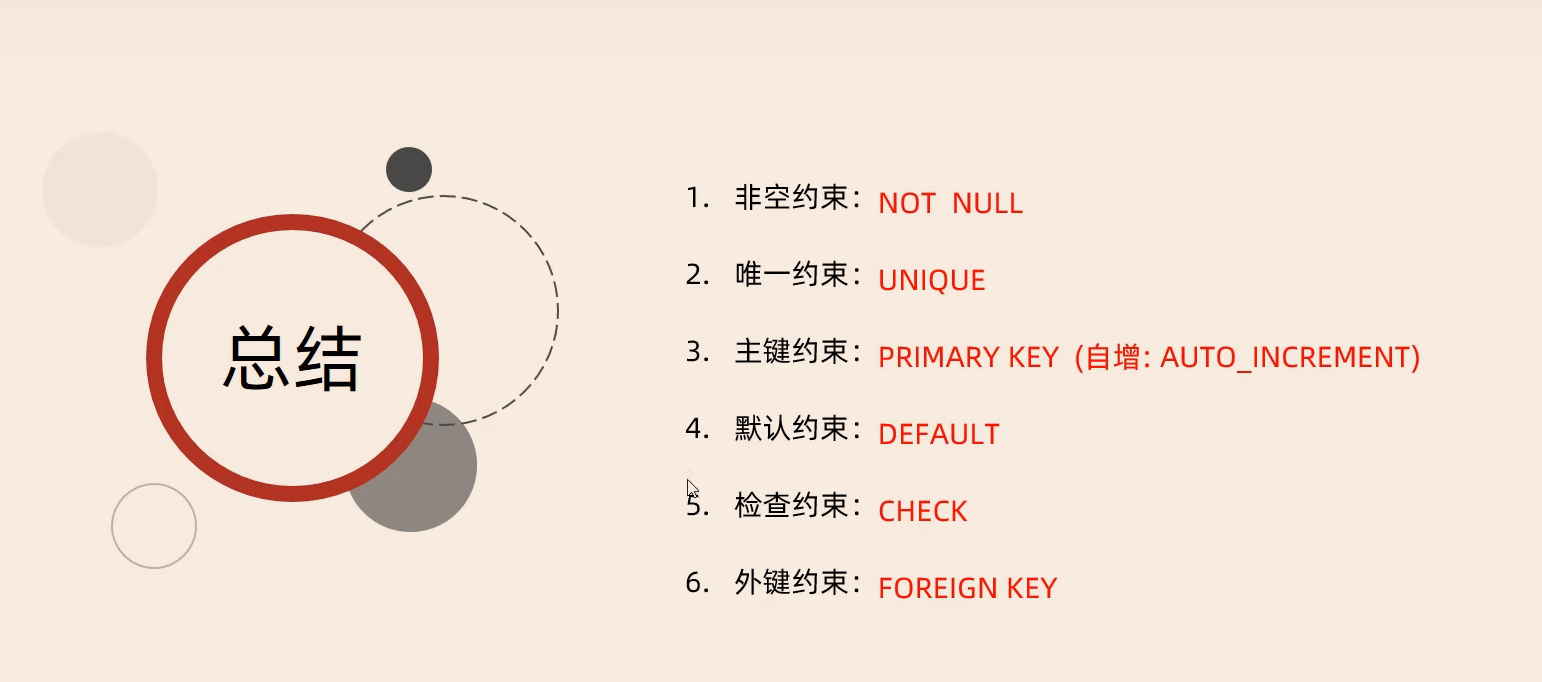 总结
1. 非空约束：NOT NULL
2. 唯一约束：UNIQUE
3. 主键约束：PRIMARY KEY (自增: AUTO_INCREMENT)
4. 默认约束：DEFAULT
5. 检查约束：CHECK
6. 外键约束：FOREIGN KEY